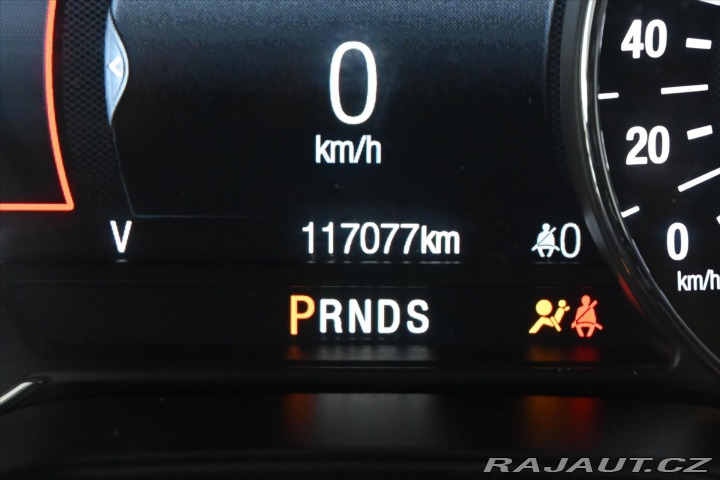 0
km/h
40
20
0
km/h
V 117077km 0
PRNDS
RAJAUT.CZ